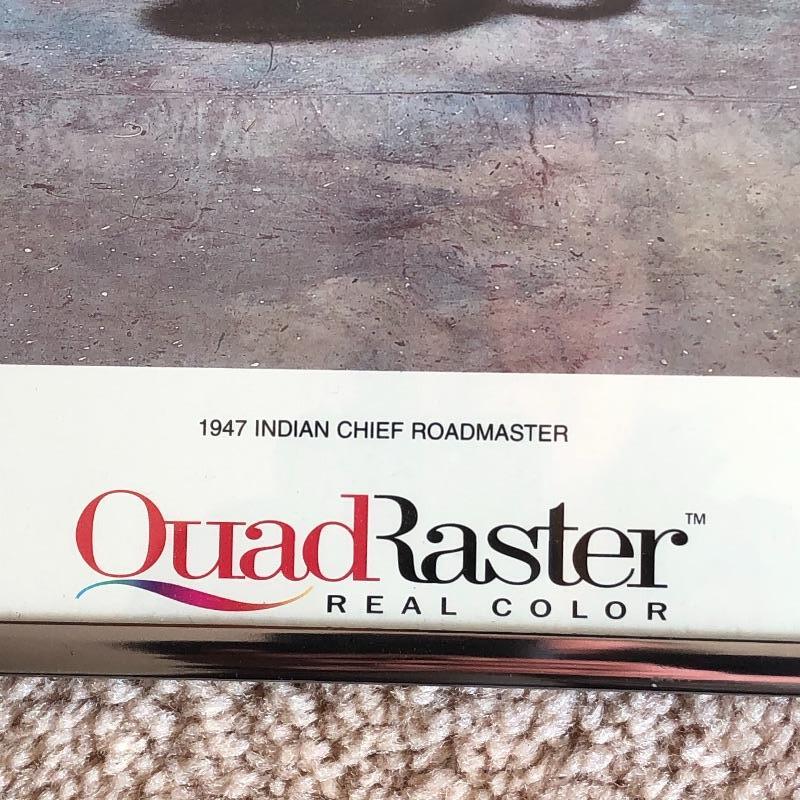 1947 INDIAN CHIEF ROADMASTER
QuadRaster™
REAL COLOR